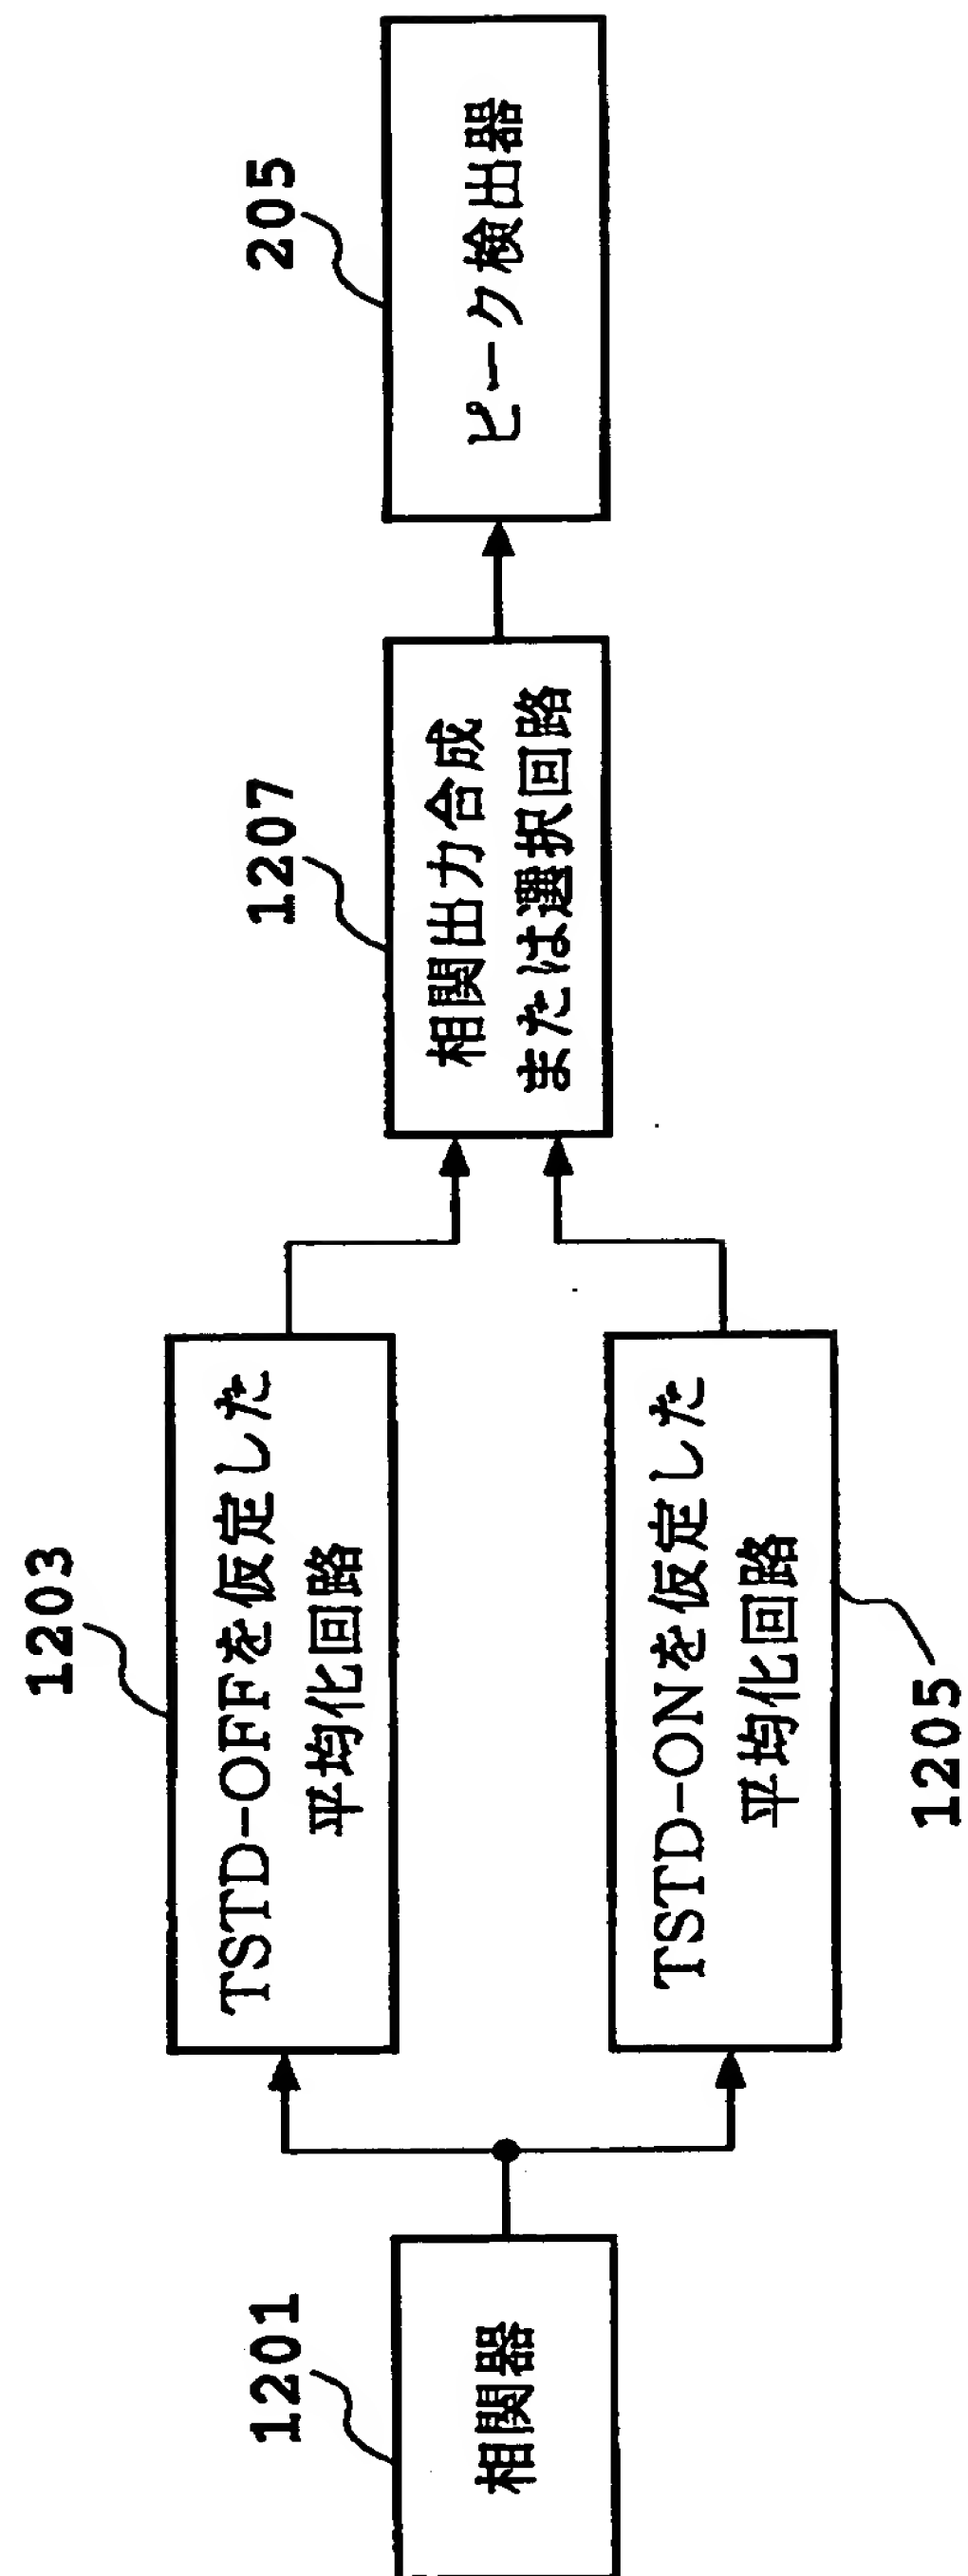 1201
相関器
1203
TSTD-OFFを仮定した
平均化回路
1205
TSTD-ONを仮定した
平均化回路
1207
相関出力合成
または選択回路
205
ピーク検出器